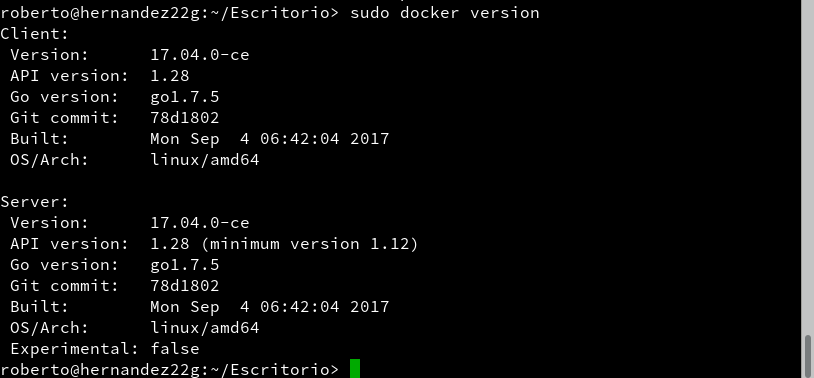 roberto@hernandez22g:~/Escritorio> sudo docker version
Client:
 Version:      17.04.0-ce
 API version:  1.28
 Go version:   go1.7.5
 Git commit:   78d1802
 Built:        Mon Sep  4 06:42:04 2017
 OS/Arch:      linux/amd64

Server:
 Version:      17.04.0-ce
 API version:  1.28 (minimum version 1.12)
 Go version:   go1.7.5
 Git commit:   78d1802
 Built:        Mon Sep  4 06:42:04 2017
 OS/Arch:      linux/amd64
 Experimental: false
roberto@hernandez22g:~/Escritorio>